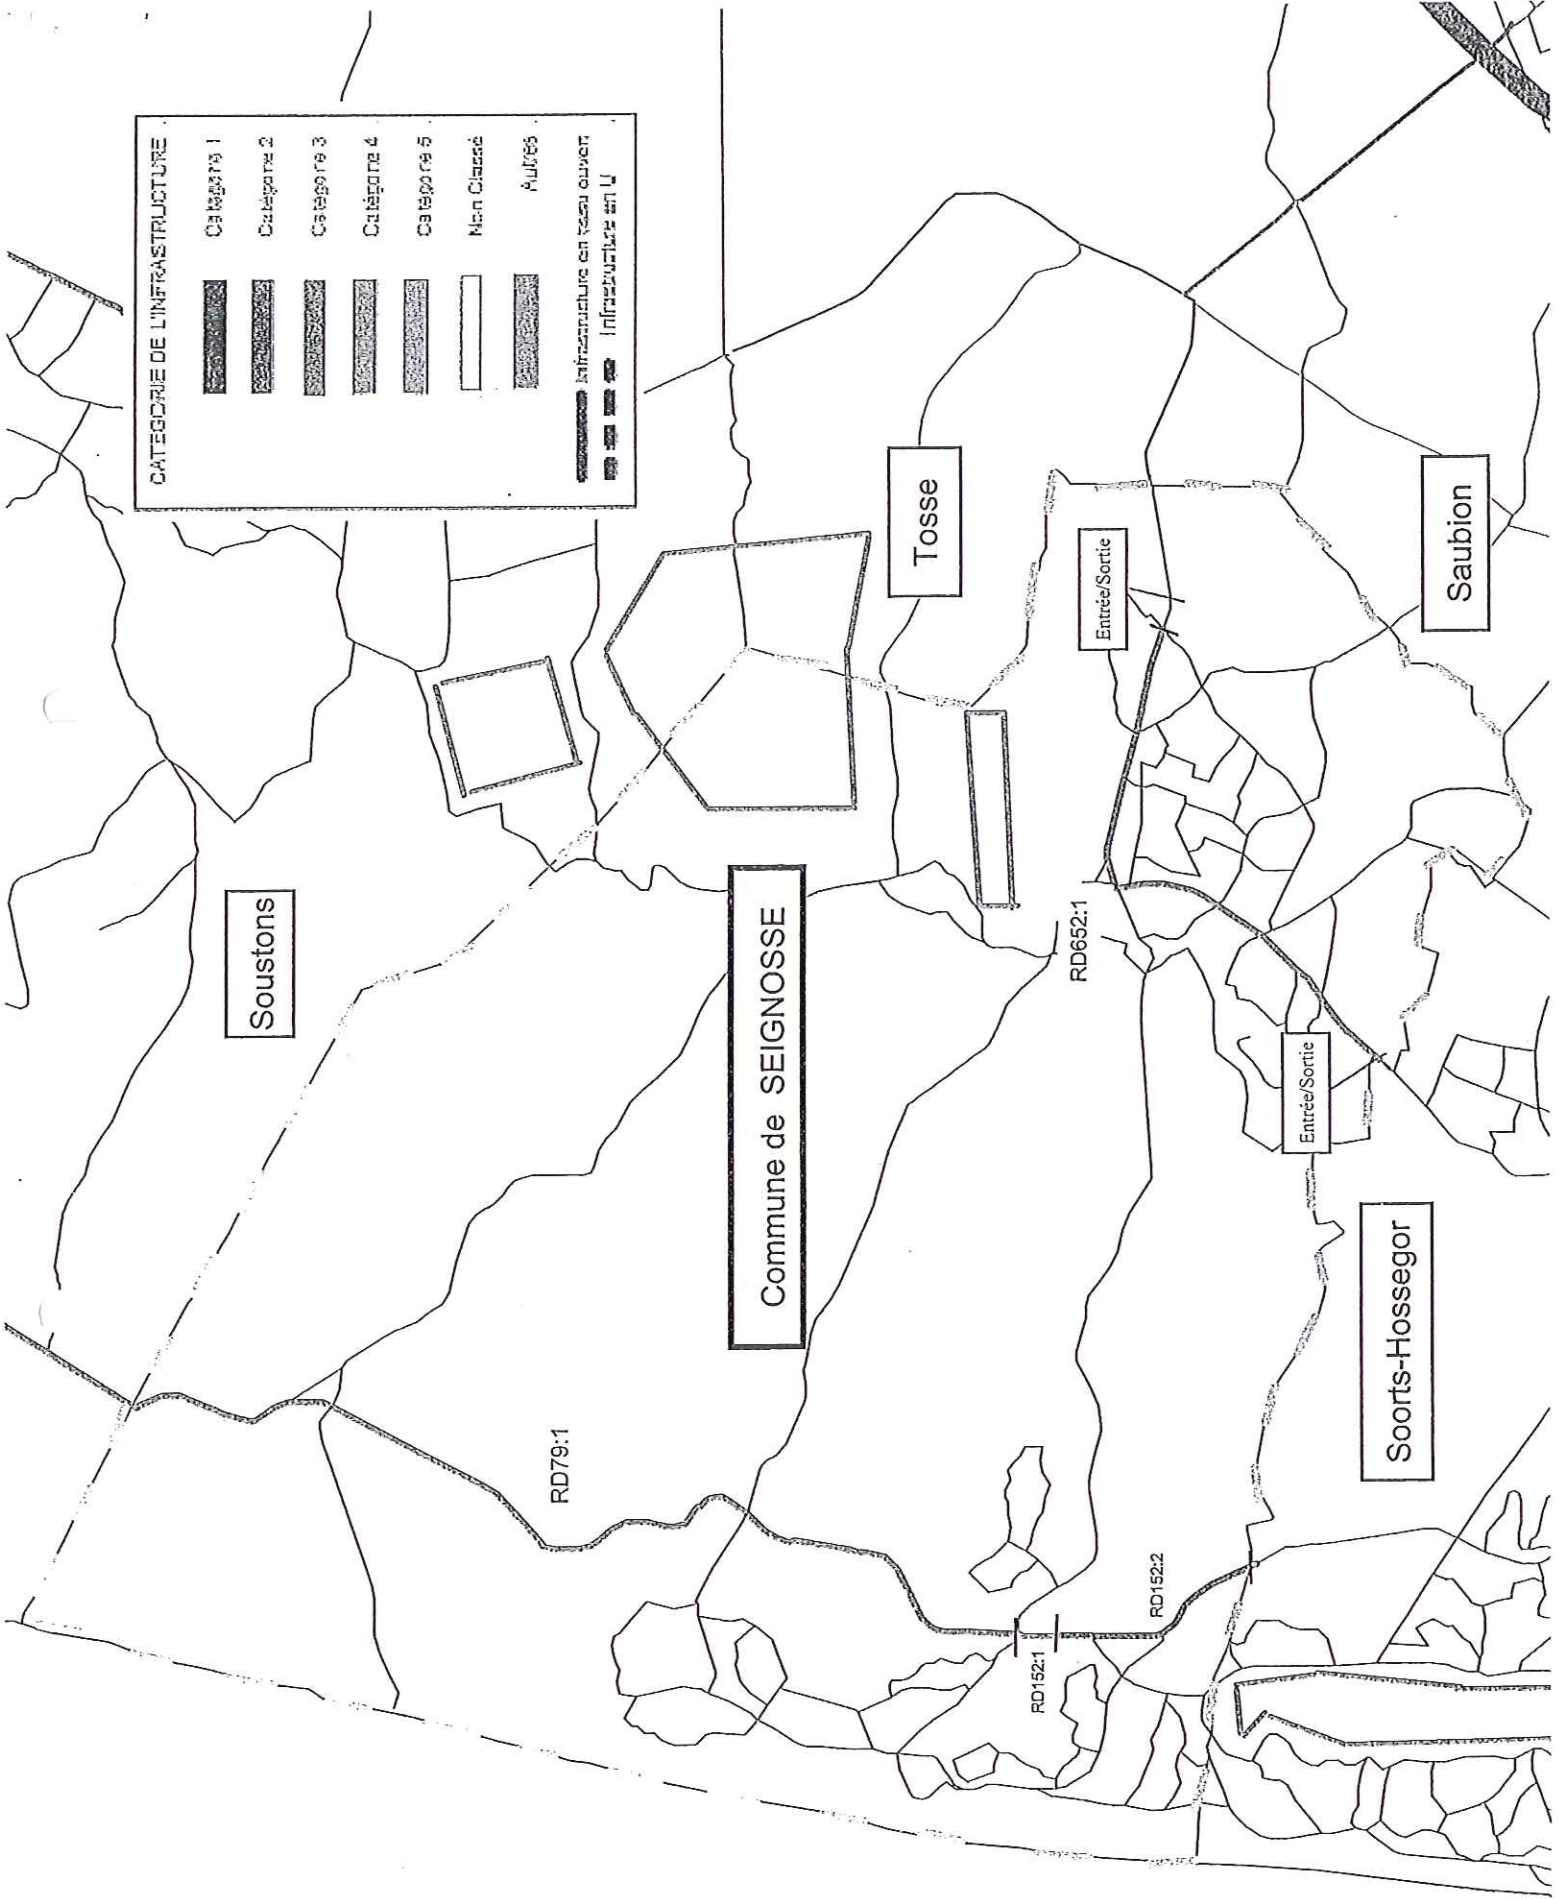 CATEGORIE DE L'INFRASTRUCTURE
Catégorie 1
Catégorie 2
Catégorie 3
Catégorie 4
Catégorie 5
Non Classé
Autres
Infrastructure en tissu ouvert
Infrastructure en U
Soustons
Tosse
Entrée/Sortie
Saubion
Commune de SEIGNOSSE
RD652:1
Entrée/Sortie
Soorts-Hossegor
RD79:1
RD152:1
RD152:2